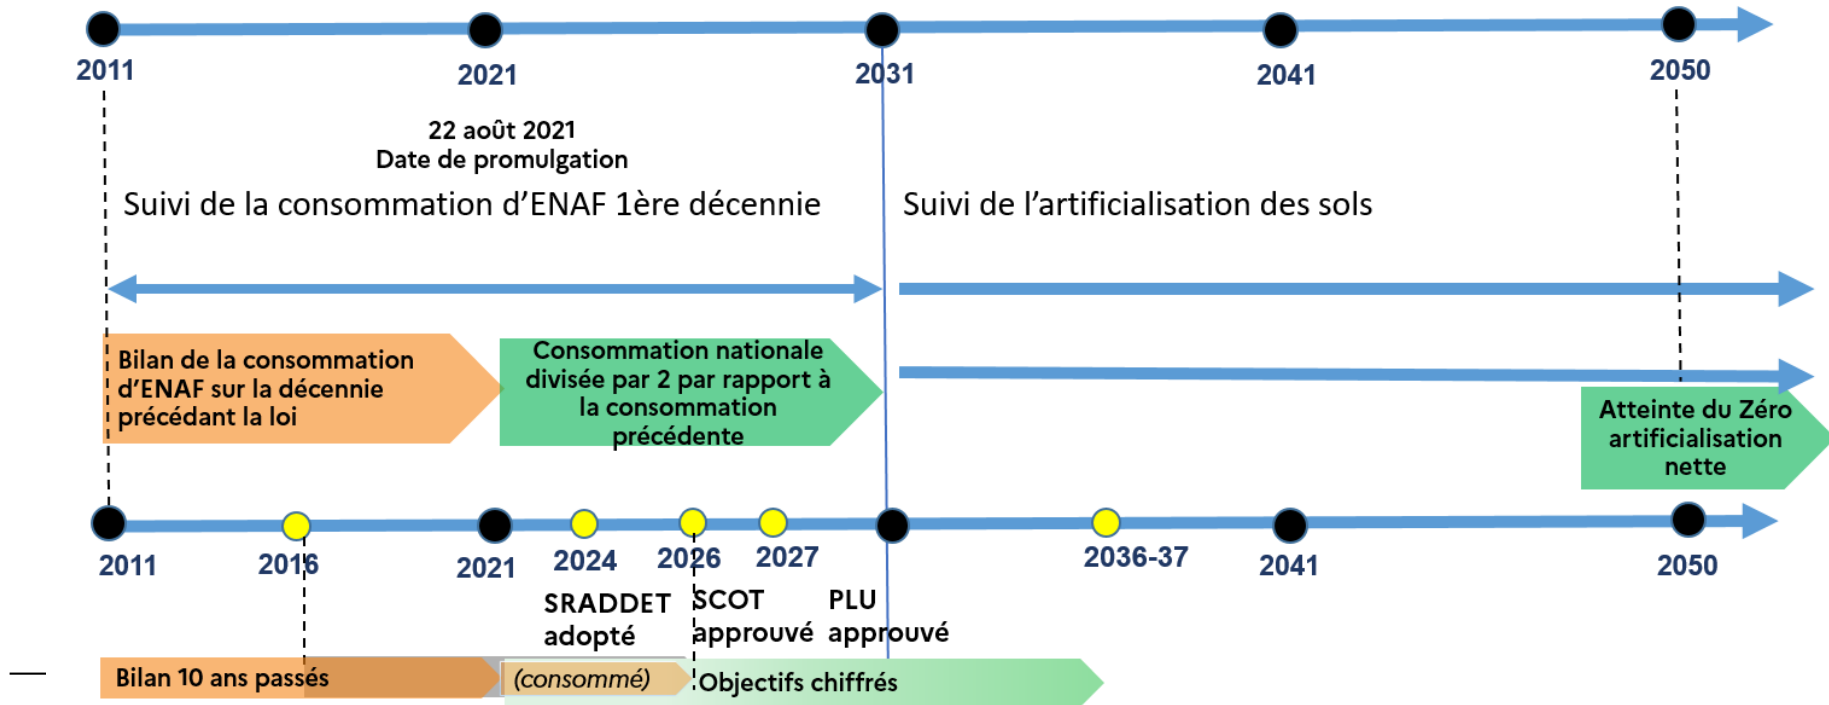 2011
2021
2031
2041
2050
22 août 2021
Date de promulgation
Suivi de la consommation d’ENAF 1ère décennie
Suivi de l’artificialisation des sols
Bilan de la consommation
d’ENAF sur la décennie
précédant la loi
Consommation nationale
divisée par 2 par rapport à
la consommation
précédente
Atteinte du Zéro
artificialisation
nette
2011
2016
2021
2024
2026
2027
2036-37
2041
2050
SRADDET
adopté
SCOT
approuvé
PLU
approuvé
Bilan 10 ans passés
(consommé)
Objectifs chiffrés